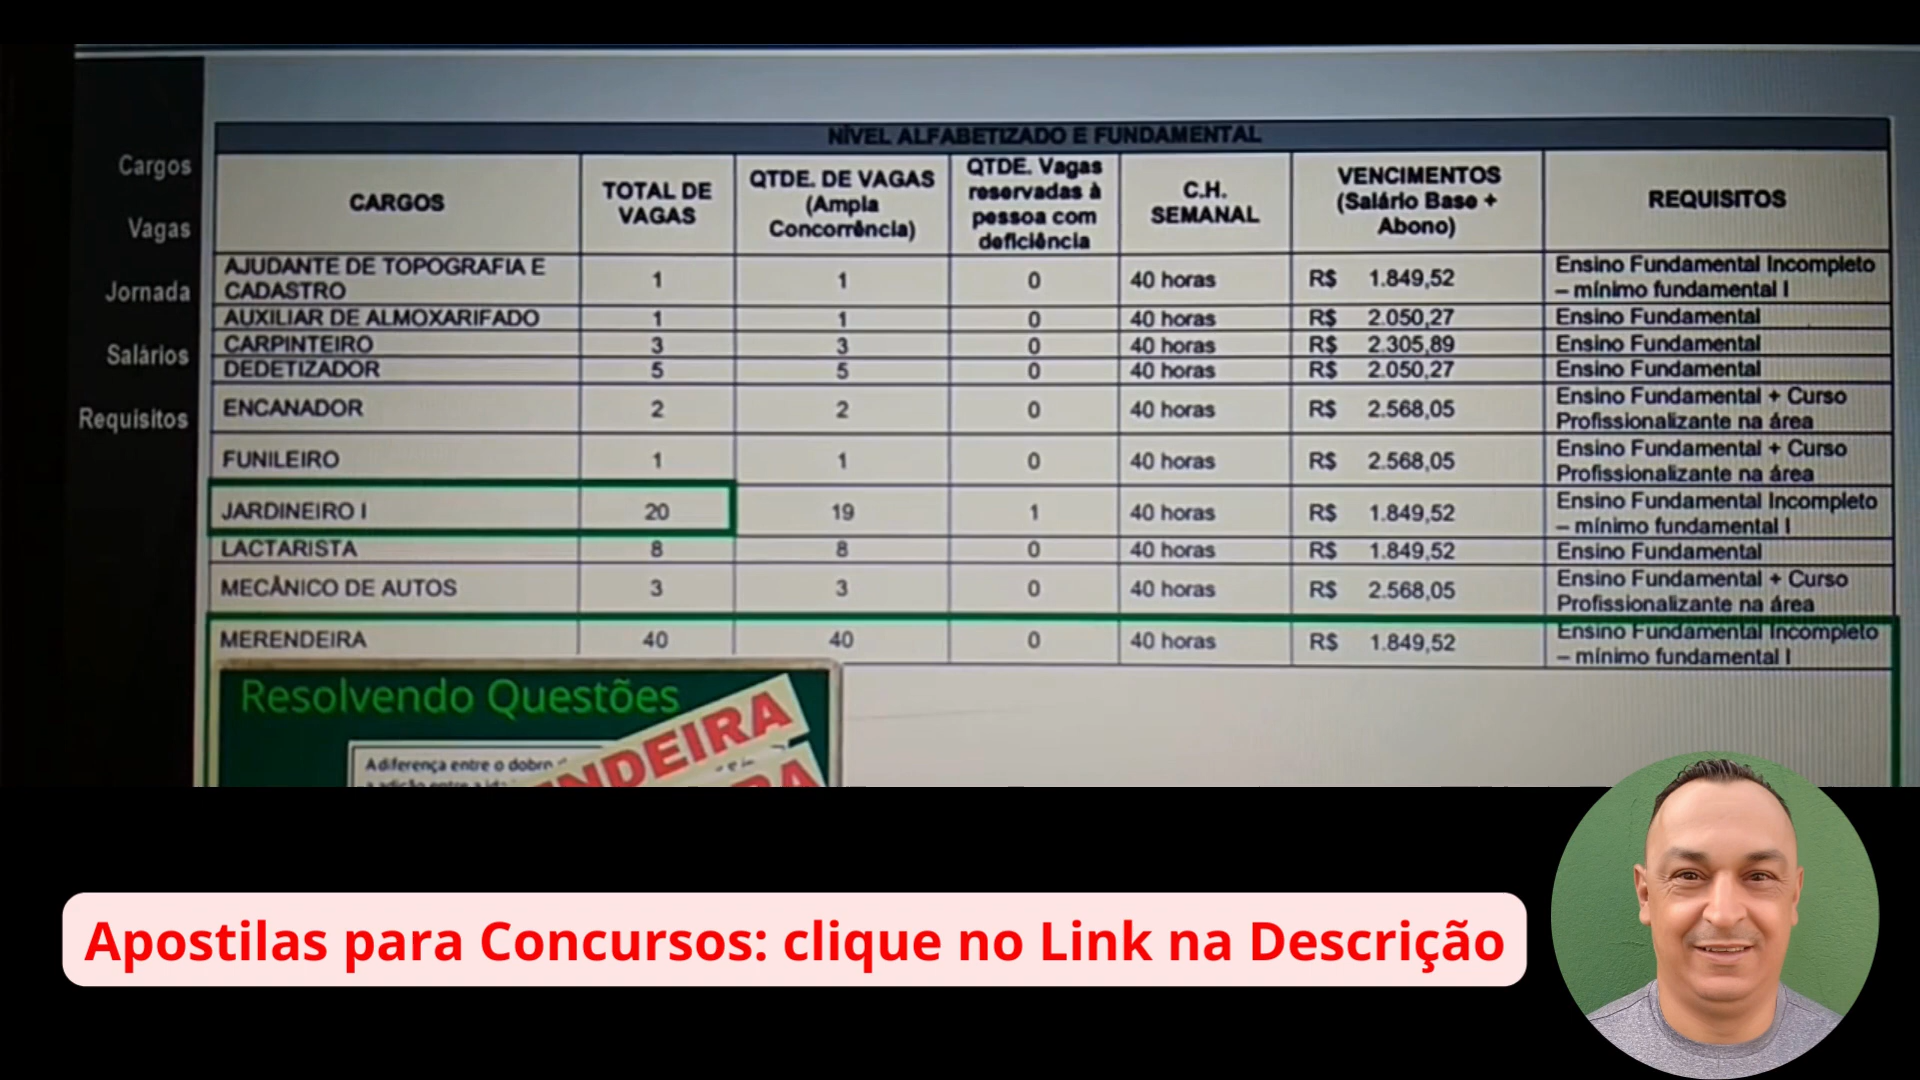 Cargos
Vagas
Jornada
Salários
Requisitos
NÍVEL ALFABETIZADO E FUNDAMENTAL
CARGOS
TOTAL DE
VAGAS
QTDE. DE VAGAS
(Ampla
Concorrência)
QTDE. Vagas
reservadas à
pessoa com
deficiência
C.H.
SEMANAL
VENCIMENTOS
(Salário Base +
Abono)
REQUISITOS
AJUDANTE DE TOPOGRAFIA E
CADASTRO
1
1
0
40 horas
R$ 1.849,52
Ensino Fundamental Incompleto
– mínimo fundamental I
AUXILIAR DE ALMOXARIFADO
1
1
0
40 horas
R$ 2.050,27
Ensino Fundamental
CARPINTEIRO
3
3
0
40 horas
R$ 2.305,89
Ensino Fundamental
DEDETIZADOR
5
5
0
40 horas
R$ 2.050,27
Ensino Fundamental
ENCANADOR
2
2
0
40 horas
R$ 2.568,05
Ensino Fundamental + Curso
Profissionalizante na área
FUNILEIRO
1
1
0
40 horas
R$ 2.568,05
Ensino Fundamental + Curso
Profissionalizante na área
JARDINEIRO I
20
19
1
40 horas
R$ 1.849,52
Ensino Fundamental Incompleto
– mínimo fundamental I
LACTARISTA
8
8
0
40 horas
R$ 1.849,52
Ensino Fundamental
MECÂNICO DE AUTOS
3
3
0
40 horas
R$ 2.568,05
Ensino Fundamental + Curso
Profissionalizante na área
MERENDEIRA
40
40
0
40 horas
R$ 1.849,52
Ensino Fundamental Incompleto
– mínimo fundamental I
Resolvendo Questões
NDEIRA
RA
A diferença entre o dobro
Apostilas para Concursos: clique no Link na Descrição